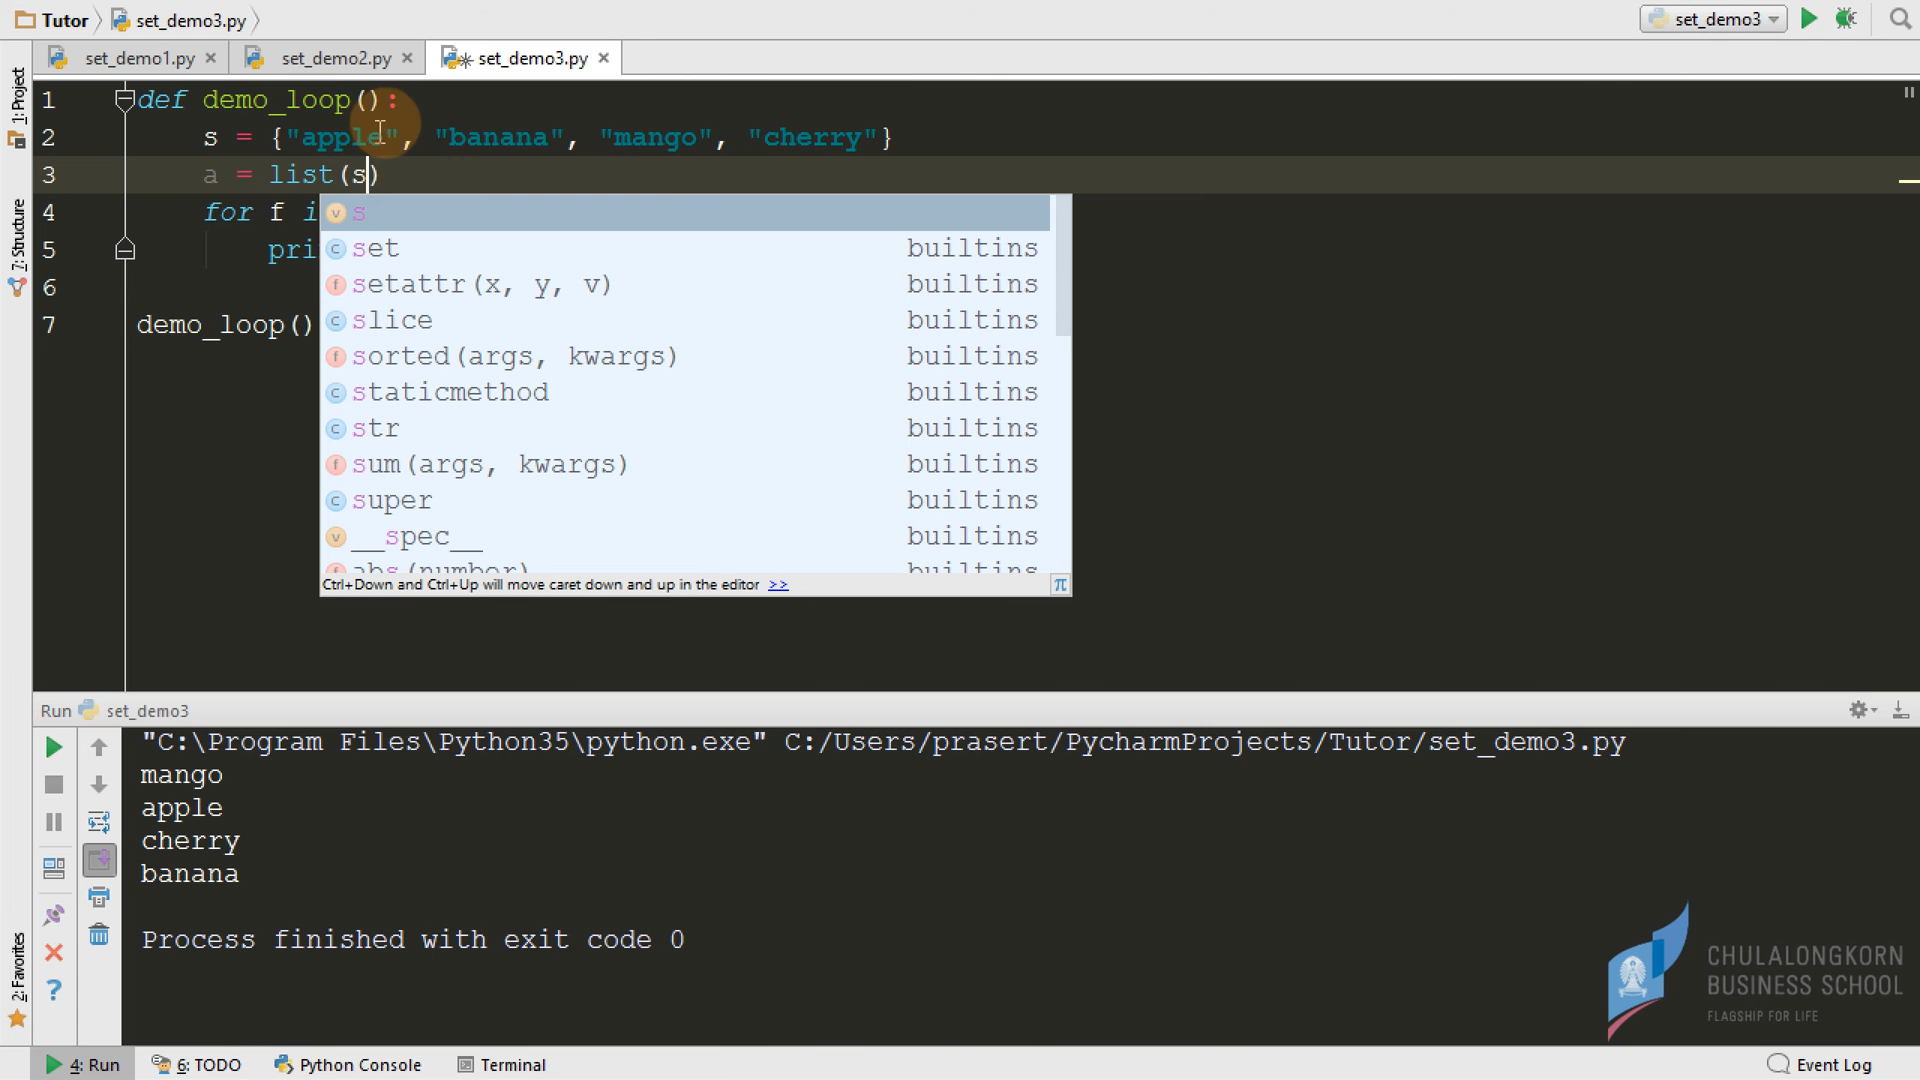 Tutor set_demo3.py set_demo3
set_demo1.py set_demo2.py set_demo3.py
1: Project
7: Structure
2: Favorites
1 def demo_loop():
2 s = {"apple", "banana", "mango", "cherry"}
3 a = list(s)
4 for f i
5 pri
6
7 demo_loop()
s
set builtins
setattr(x, y, v) builtins
slice builtins
sorted(args, kwargs) builtins
staticmethod builtins
str builtins
sum(args, kwargs) builtins
super builtins
__spec__ builtins
abs(number) builtins
Ctrl+Down and Ctrl+Up will move caret down and up in the editor >> π
Run set_demo3
"C:\Program Files\Python35\python.exe" C:/Users/prasert/PycharmProjects/Tutor/set_demo3.py
mango
apple
cherry
banana
Process finished with exit code 0
CHULALONGKORN
BUSINESS SCHOOL
FLAGSHIP FOR LIFE
4: Run 6: TODO Python Console Terminal Event Log